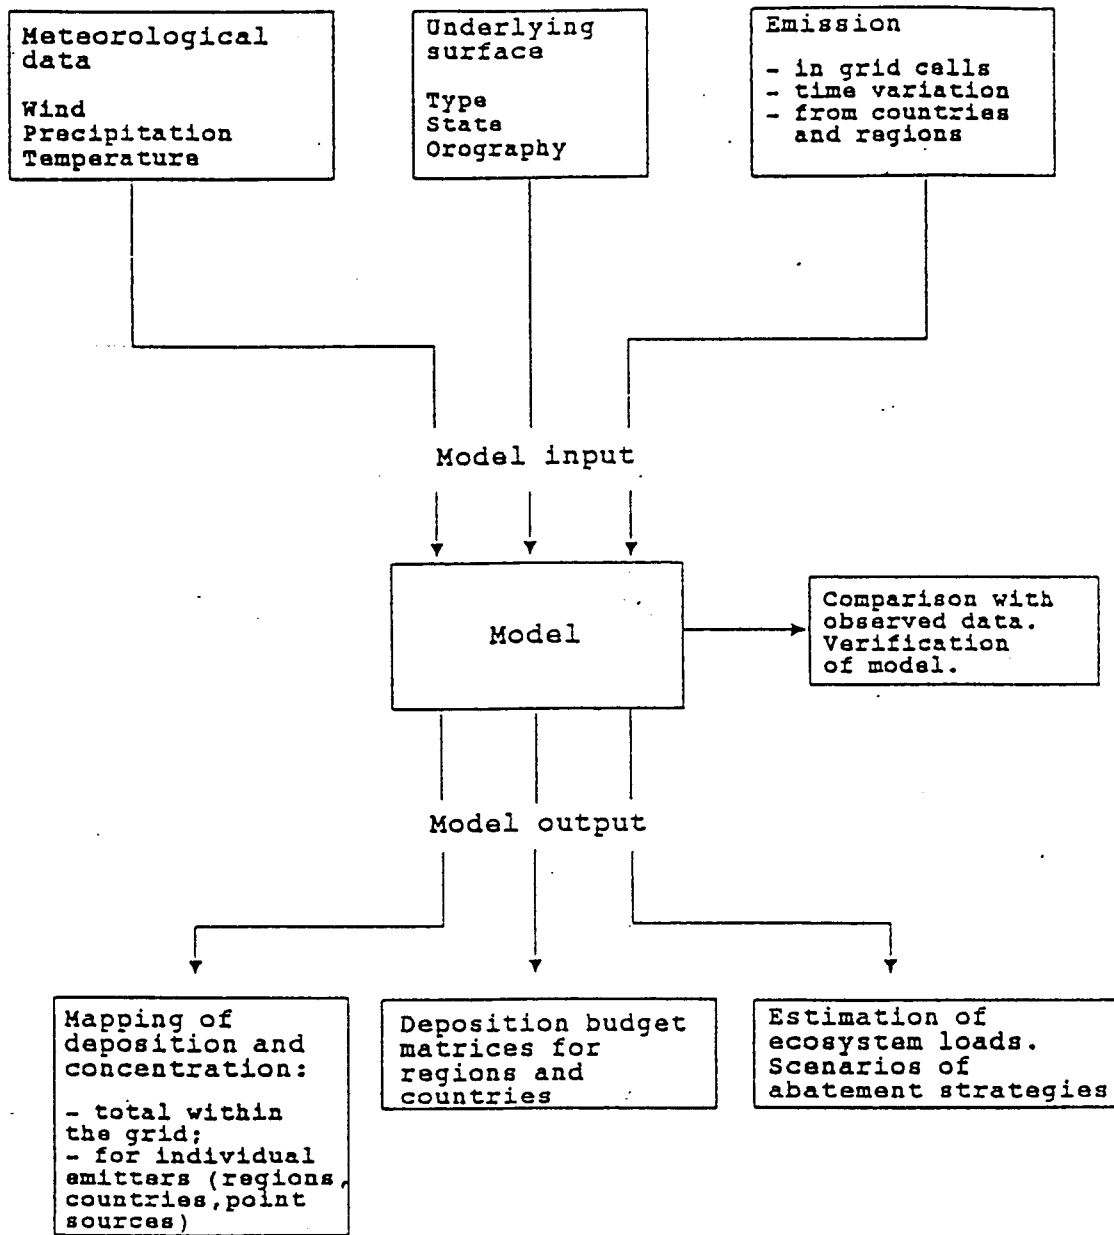 Meteorological
data
Wind
Precipitation
Temperature
Underlying
surface
Type
State
Orography
Emission
- in grid cells
- time variation
- from countries
and regions
Model input
Model
Comparison with
observed data.
Verification
of model.
Model output
Mapping of
deposition and
concentration:
- total within
the grid;
- for individual
emitters (regions,
countries,point
sources)
Deposition budget
matrices for
regions and
countries
Estimation of
ecosystem loads.
Scenarios of
abatement strategies